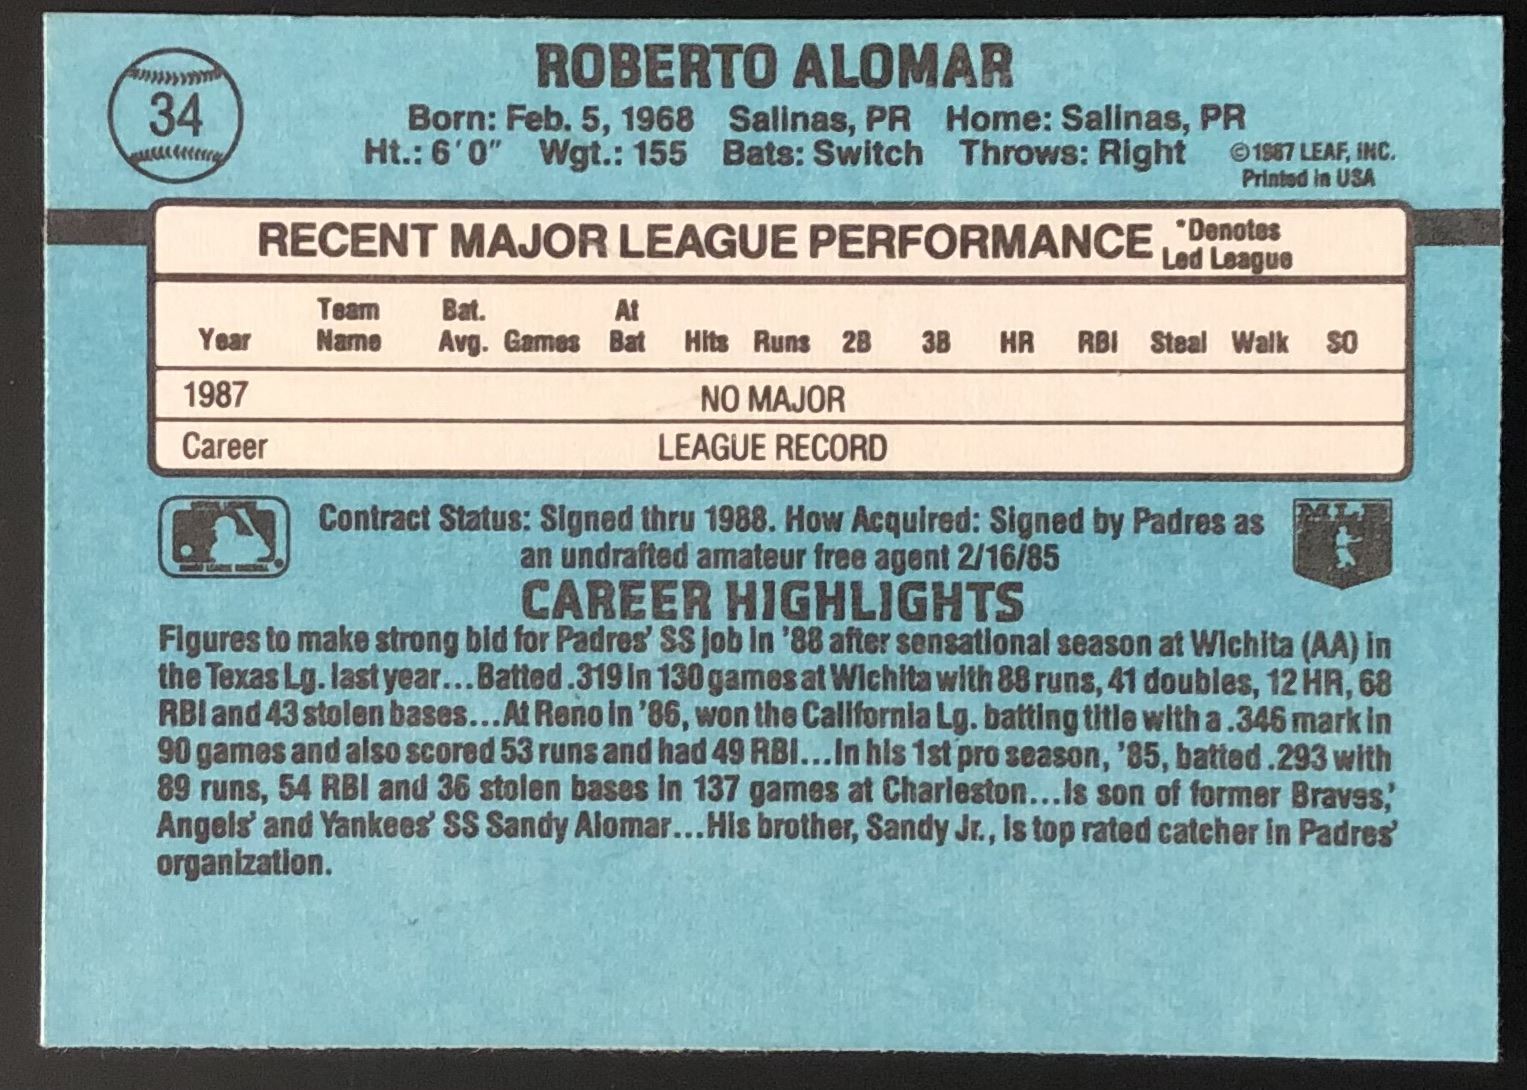 34
ROBERTO ALOMAR
Born: Feb. 5, 1968 Salinas, PR Home: Salinas, PR
Ht.: 6'0" Wgt.: 155 Bats: Switch Throws: Right
©1987 LEAF, INC.
Printed in USA
RECENT MAJOR LEAGUE PERFORMANCE *Denotes
Led League
Year Team Name Bat. Avg. Games At Bat Hits Runs 2B 3B HR RBI Steal Walk SO
1987 NO MAJOR
Career LEAGUE RECORD
Contract Status: Signed thru 1988. How Acquired: Signed by Padres as
an undrafted amateur free agent 2/16/85
MLB
CAREER HIGHLIGHTS
Figures to make strong bid for Padres' SS job in '88 after sensational season at Wichita (AA) in
the Texas Lg. last year...Batted .319 in 130 games at Wichita with 88 runs, 41 doubles, 12 HR, 68
RBI and 43 stolen bases...At Reno in '86, won the California Lg. batting title with a .346 mark in
90 games and also scored 53 runs and had 49 RBI...In his 1st pro season, '85, batted .293 with
89 runs, 54 RBI and 36 stolen bases in 137 games at Charleston...Is son of former Braves,'
Angels' and Yankees' SS Sandy Alomar...His brother, Sandy Jr., is top rated catcher in Padres'
organization.